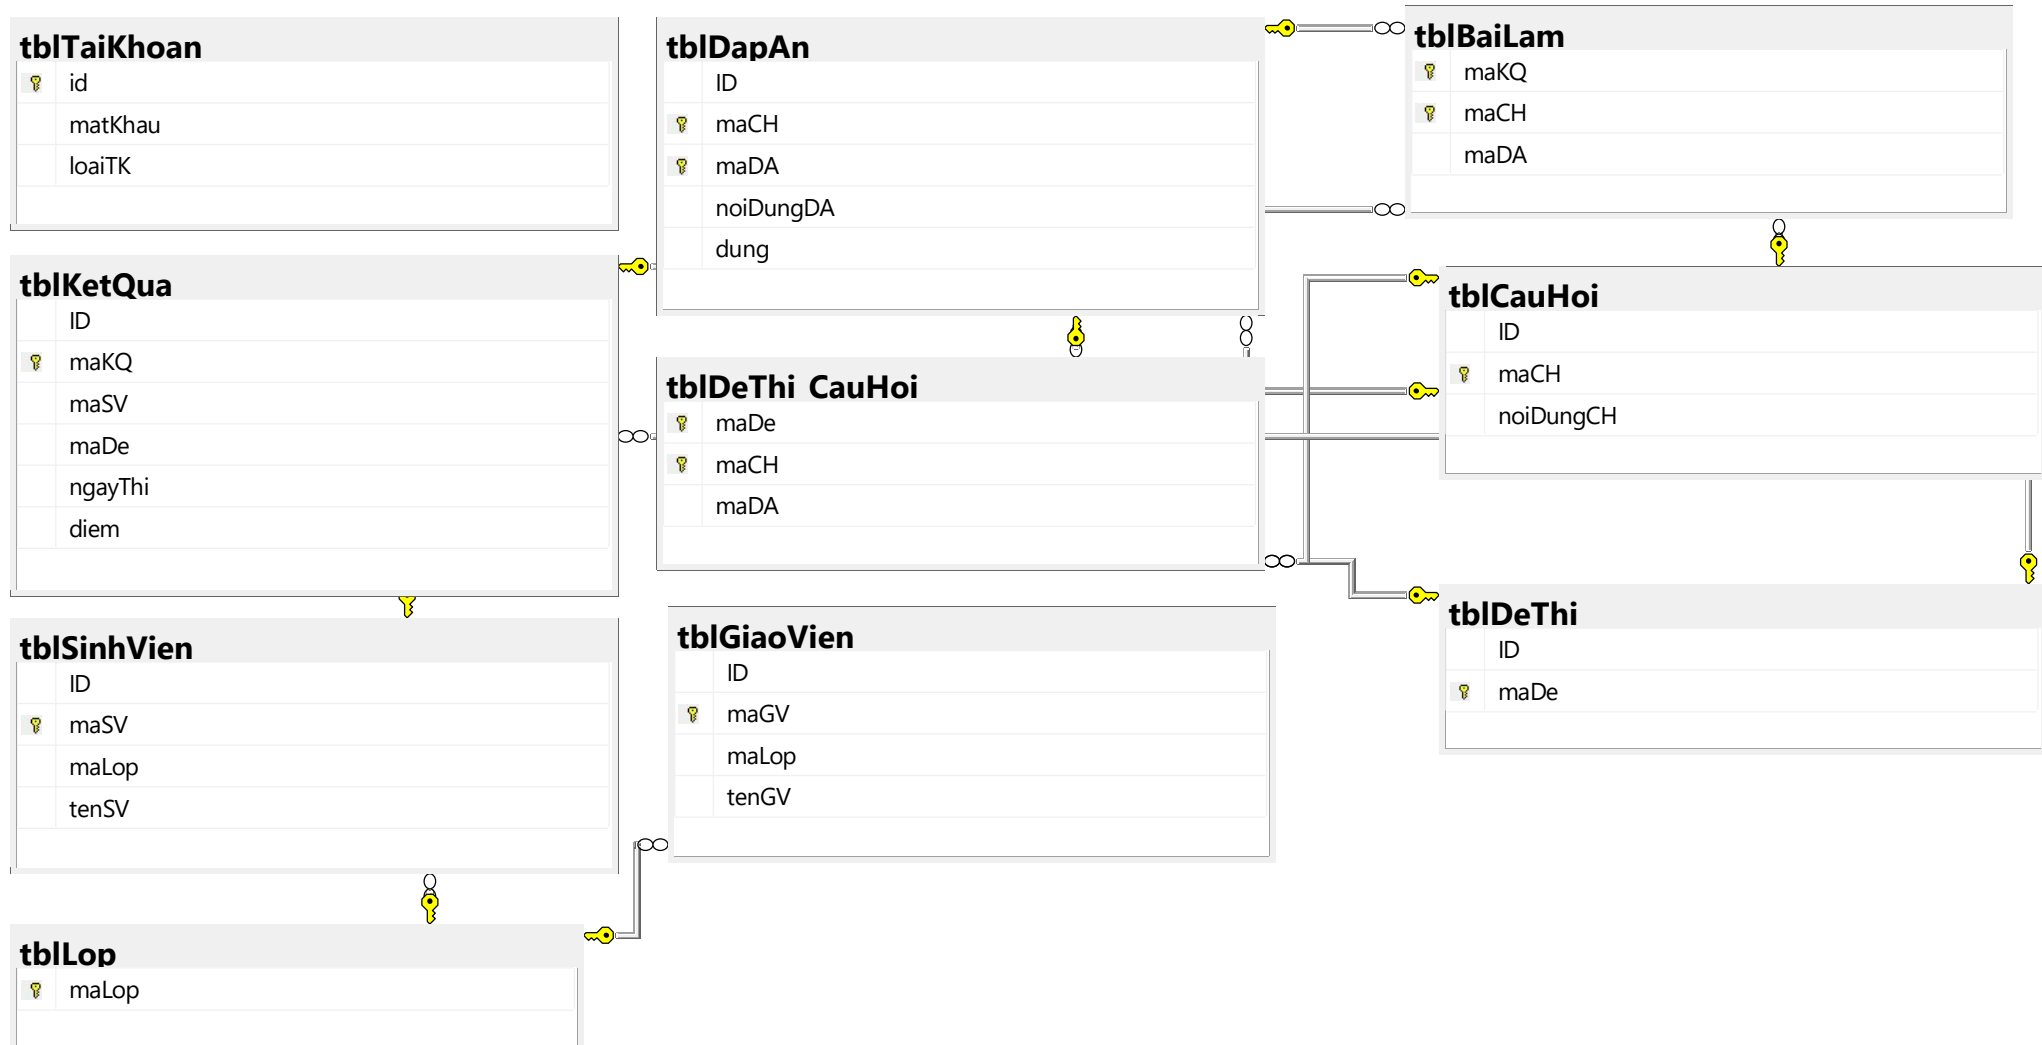 tblTaiKhoan
id
matKhau
loaiTK
tblKetQua
ID
maKQ
maSV
maDe
ngayThi
diem
tblSinhVien
ID
maSV
maLop
tenSV
tblLop
maLop
tblDapAn
ID
maCH
maDA
noiDungDA
dung
tblDeThi_CauHoi
maDe
maCH
maDA
tblGiaoVien
ID
maGV
maLop
tenGV
tblBaiLam
maKQ
maCH
maDA
tblCauHoi
ID
maCH
noiDungCH
tblDeThi
ID
maDe